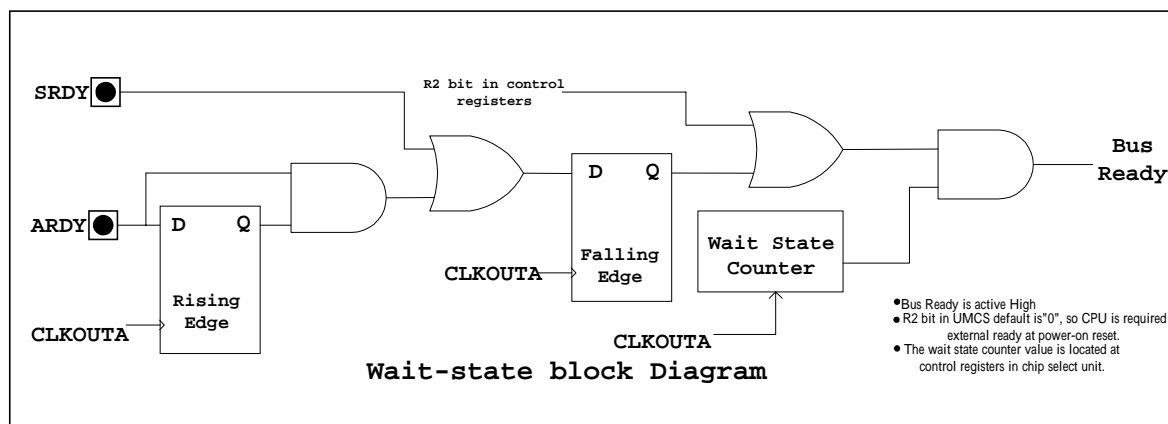 SRDY
R2 bit in control
registers
Bus
Ready
D Q
ARDY
D Q
Falling
Edge
Wait State
Counter
CLKOUTA
Rising
Edge
CLKOUTA
CLKOUTA
Wait-state block Diagram
●Bus Ready is active High
●R2 bit in UMCS default is"0", so CPU is required
external ready at power-on reset.
● The wait state counter value is located at
control registers in chip select unit.